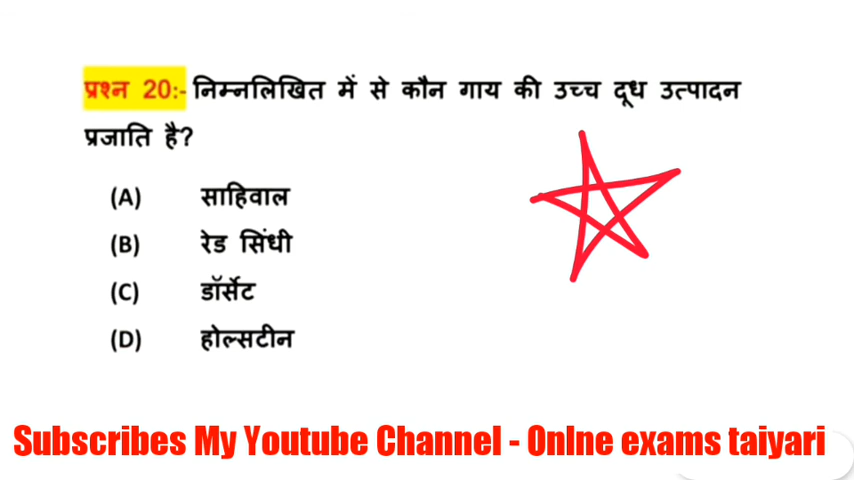 प्रश्न 20:- निम्नलिखित में से कौन गाय की उच्च दूध उत्पादन
प्रजाति है?
(A) साहिवाल
(B) रेड सिंधी
(C) डॉर्सेट
(D) होल्सटीन
Subscribes My Youtube Channel - Onlne exams taiyari